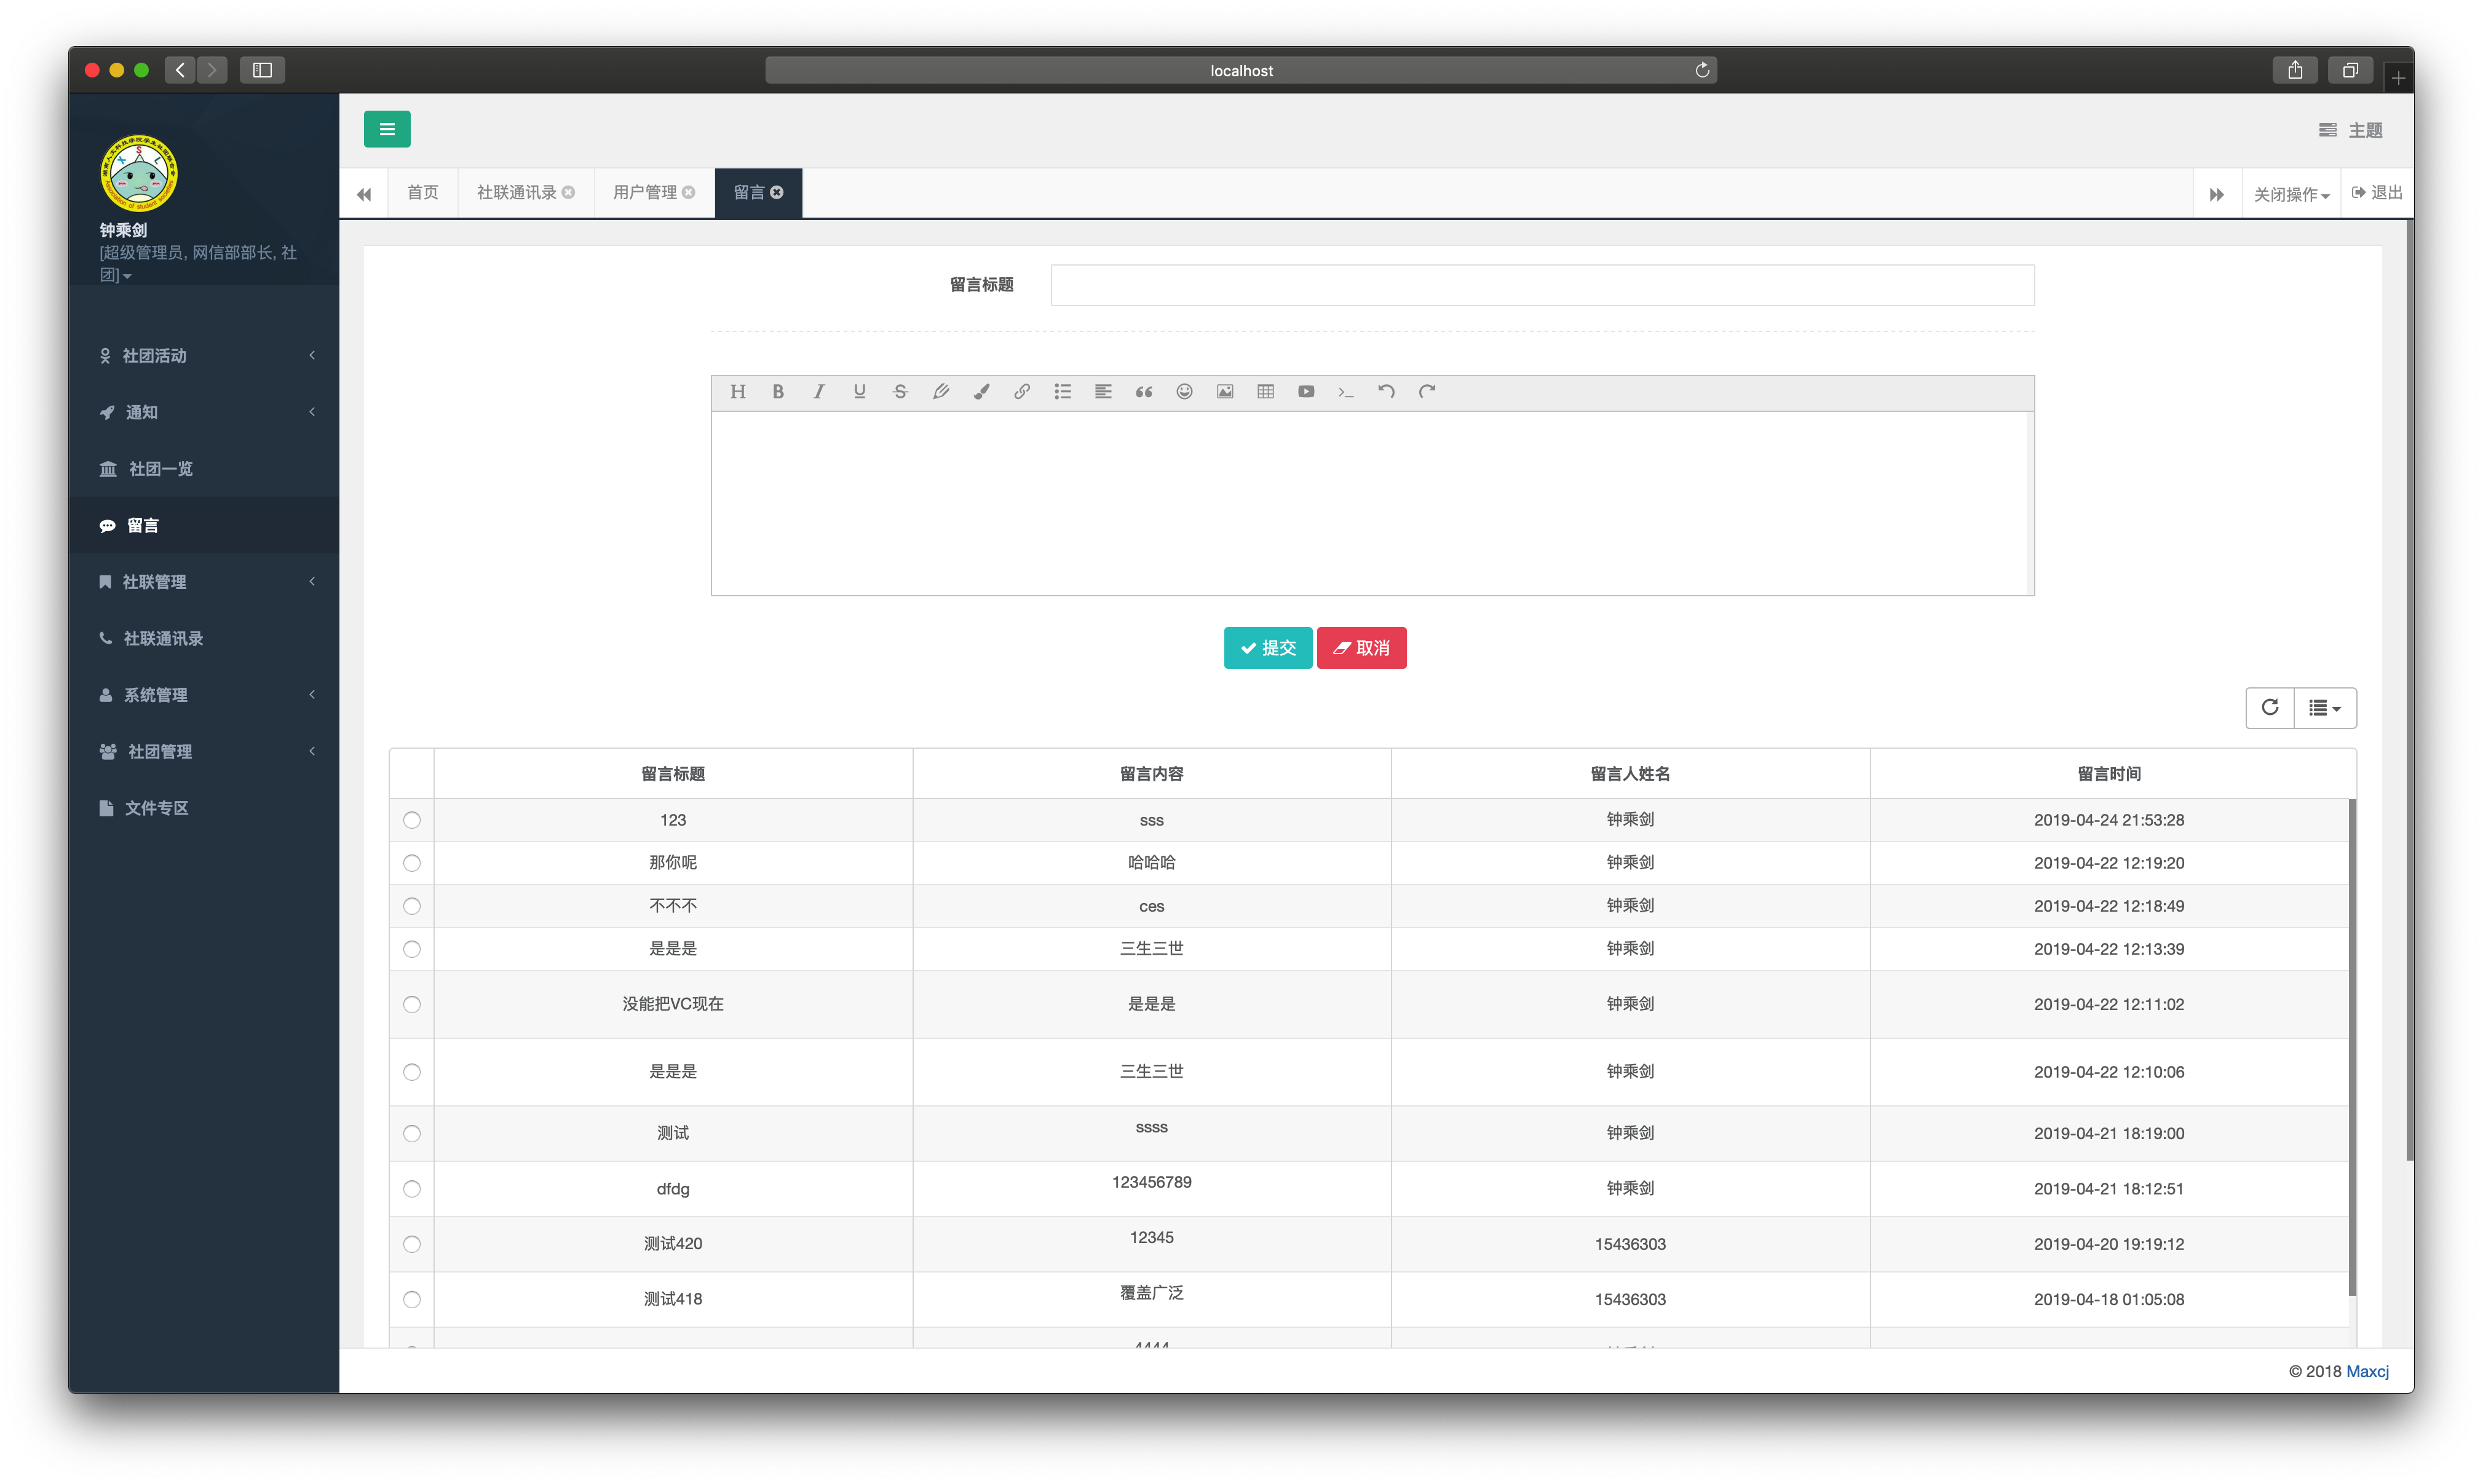 localhost
主题
首页
社联通讯录
用户管理
留言
关闭操作
退出
钟乘剑
[超级管理员, 网信部部长, 社
团]
社团活动
通知
社团一览
留言
社联管理
社联通讯录
系统管理
社团管理
文件专区
留言标题
H B I U S
提交 取消
留言标题 留言内容 留言人姓名 留言时间
123 sss 钟乘剑 2019-04-24 21:53:28
那你呢 哈哈哈 钟乘剑 2019-04-22 12:19:20
不不不 ces 钟乘剑 2019-04-22 12:18:49
是是是 三生三世 钟乘剑 2019-04-22 12:13:39
没能把VC现在 是是是 钟乘剑 2019-04-22 12:11:02
是是是 三生三世 钟乘剑 2019-04-22 12:10:06
测试 ssss 钟乘剑 2019-04-21 18:19:00
dfdg 123456789 钟乘剑 2019-04-21 18:12:51
测试420 12345 15436303 2019-04-20 19:19:12
测试418 覆盖广泛 15436303 2019-04-18 01:05:08
© 2018 Maxcj